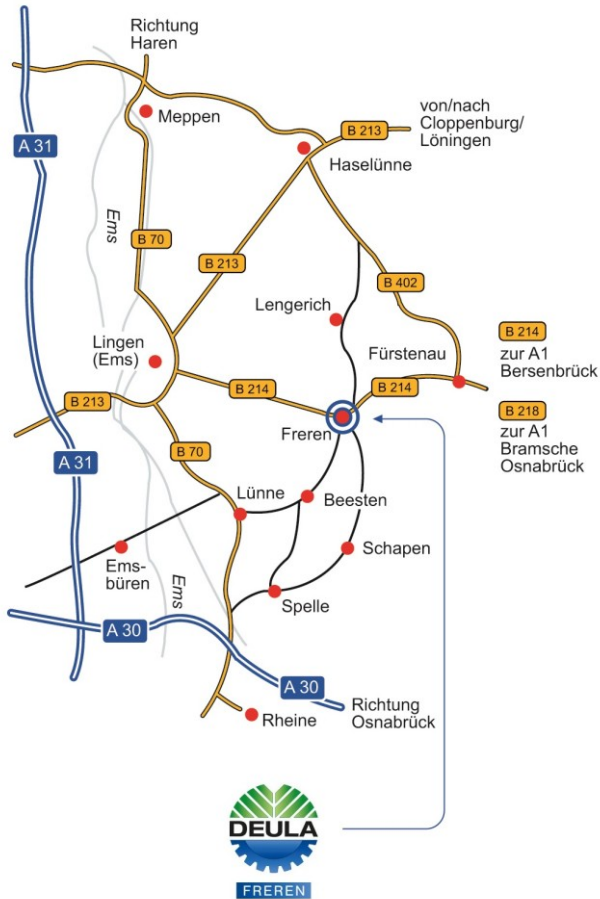 Richtung
Haren
Meppen
B 213
von/nach
Cloppenburg/
Löningen
A 31
Haselünne
Ems
B 70
B 213
B 402
Lengerich
B 214
zur A1
Bersenbrück
Lingen
(Ems)
Fürstenau
B 214
B 214
B 213
B 218
zur A1
Bramsche
Osnabrück
Freren
B 70
A 31
Lünne
Beesten
Schapen
Ems-
büren
Ems
Spelle
A 30
A 30
Richtung
Osnabrück
Rheine
DEULA
FREREN